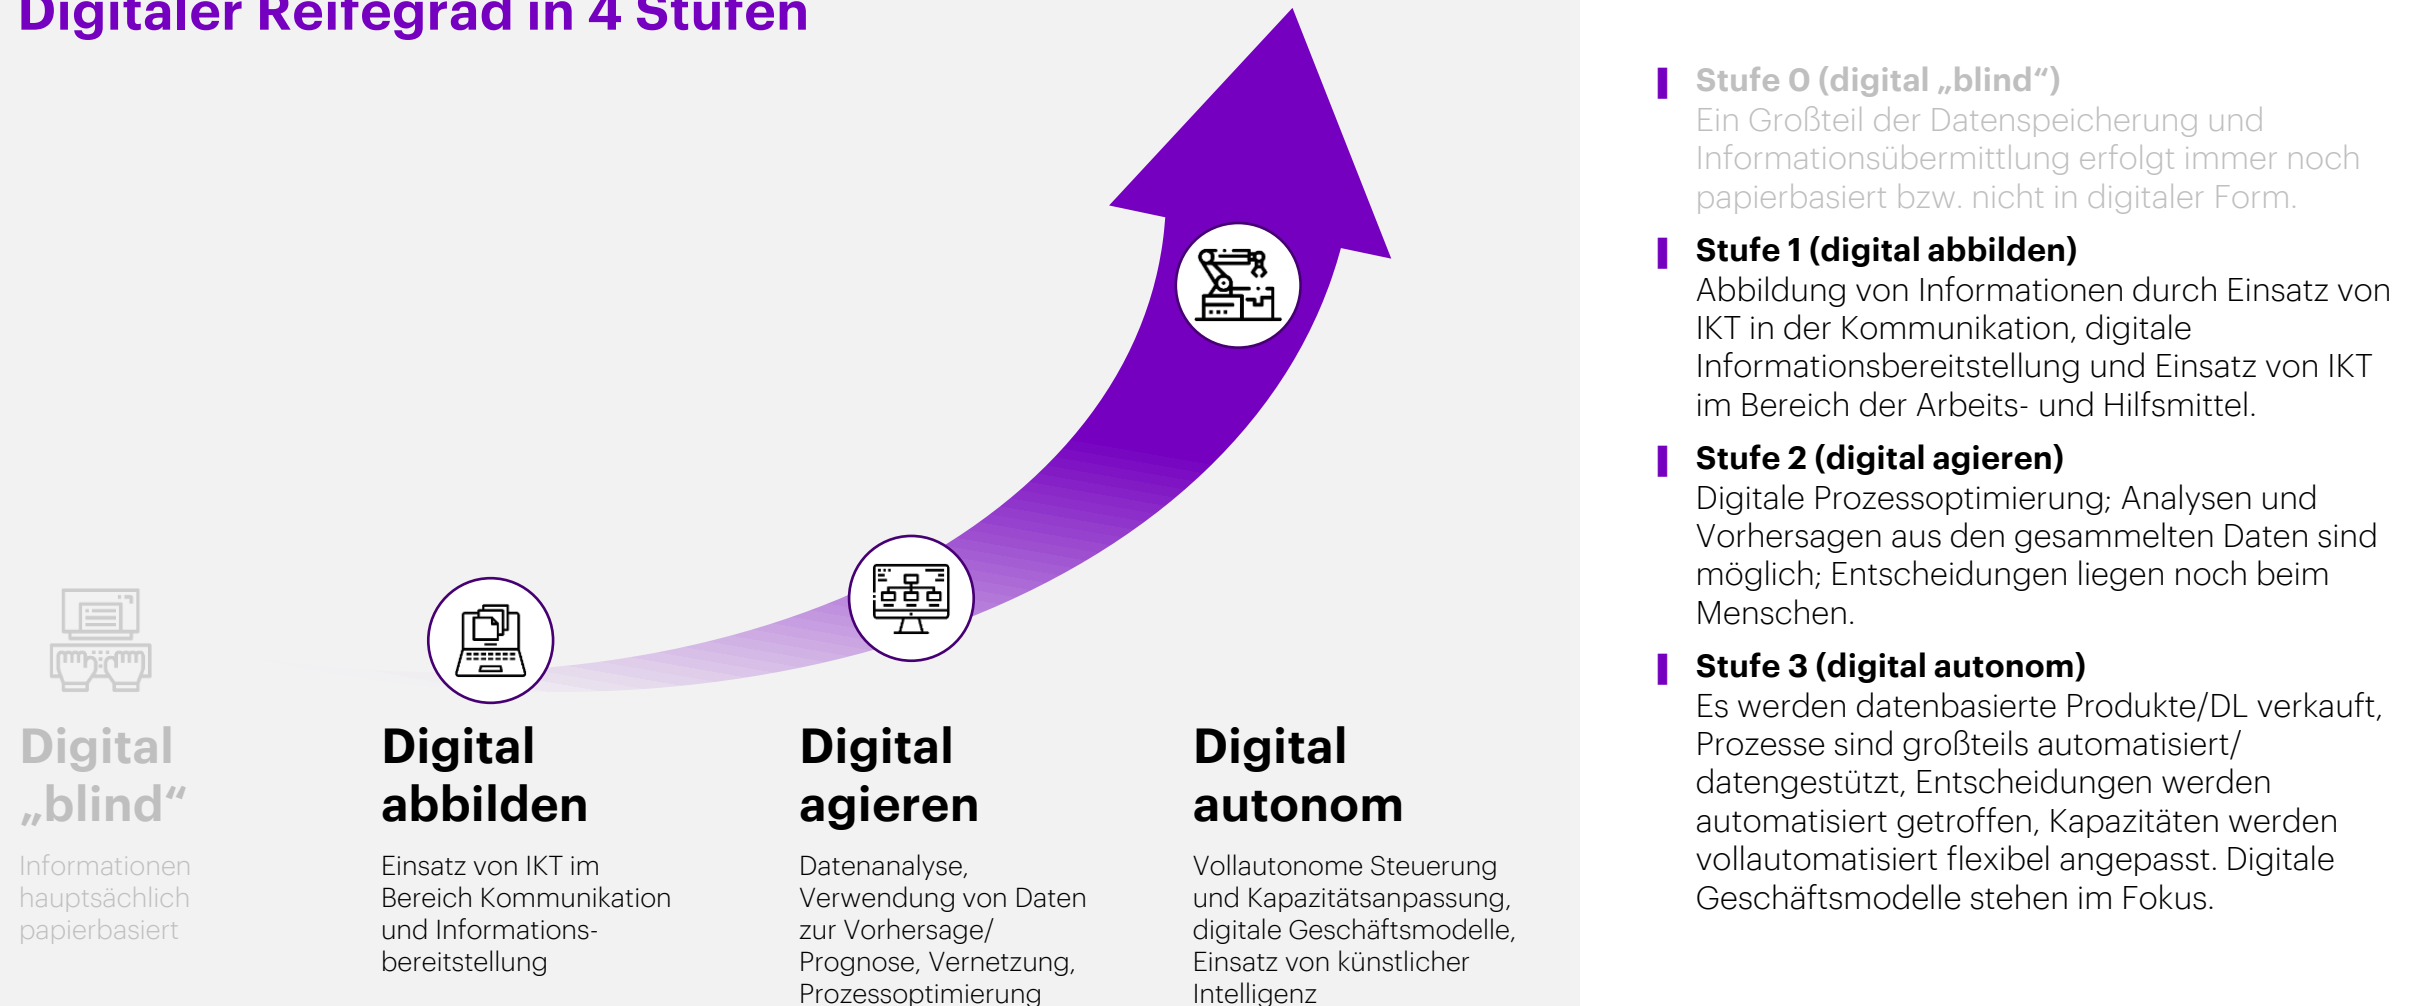 Digitaler Reifegrad in 4 Stufen
Digital
„blind“
Informationen
hauptsächlich
papierbasiert
Digital
abbilden
Einsatz von IKT im
Bereich Kommunikation
und Informations-
bereitstellung
Digital
agieren
Datenanalyse,
Verwendung von Daten
zur Vorhersage/
Prognose, Vernetzung,
Prozessoptimierung
Digital
autonom
Vollautonome Steuerung
und Kapazitätsanpassung,
digitale Geschäftsmodelle,
Einsatz von künstlicher
Intelligenz
Stufe 0 (digital „blind“)
Ein Großteil der Datenspeicherung und
Informationsübermittlung erfolgt immer noch
papierbasiert bzw. nicht in digitaler Form.
Stufe 1 (digital abbilden)
Abbildung von Informationen durch Einsatz von
IKT in der Kommunikation, digitale
Informationsbereitstellung und Einsatz von IKT
im Bereich der Arbeits- und Hilfsmittel.
Stufe 2 (digital agieren)
Digitale Prozessoptimierung; Analysen und
Vorhersagen aus den gesammelten Daten sind
möglich; Entscheidungen liegen noch beim
Menschen.
Stufe 3 (digital autonom)
Es werden datenbasierte Produkte/DL verkauft,
Prozesse sind großteils automatisiert/
datengestützt, Entscheidungen werden
automatisiert getroffen, Kapazitäten werden
vollautomatisiert flexibel angepasst. Digitale
Geschäftsmodelle stehen im Fokus.